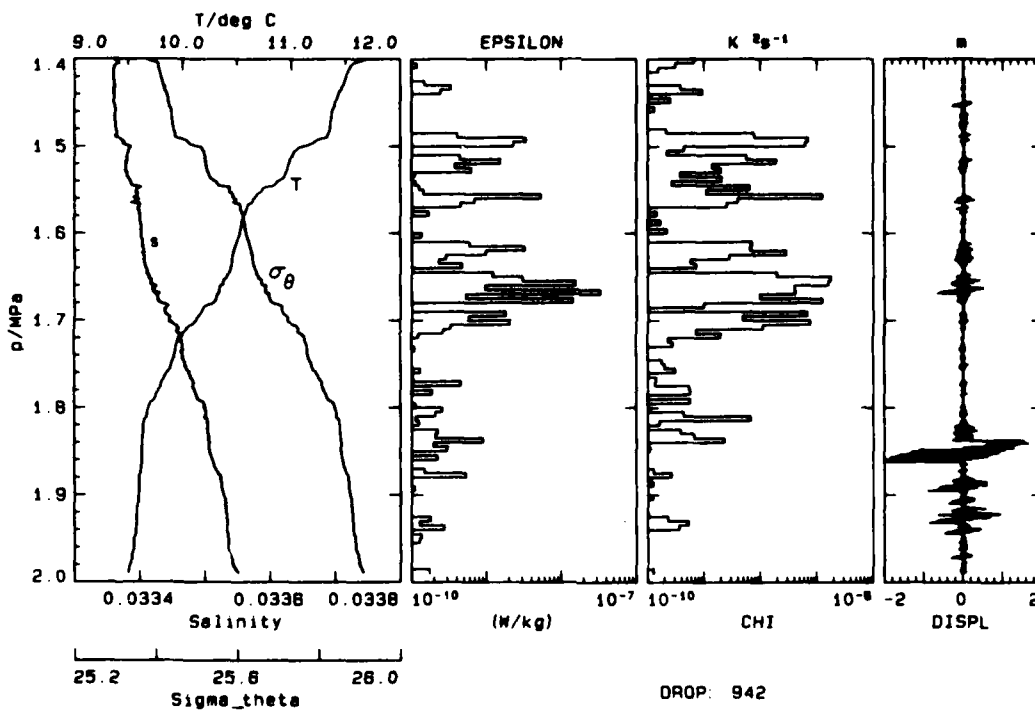 T/deg C EPSILON K ²s⁻¹ m
9.0 10.0 11.0 12.0
1.4
1.5
1.6
1.7
1.8
1.9
2.0
p/MPa
T
s
σθ
0.0334 0.0336 0.0338 10⁻¹⁰ 10⁻⁷ 10⁻¹⁰ 10⁻⁶ -2 0 2
Salinity (W/kg) CHI DISPL
25.2 25.6 26.0
Sigma_theta
DROP: 942